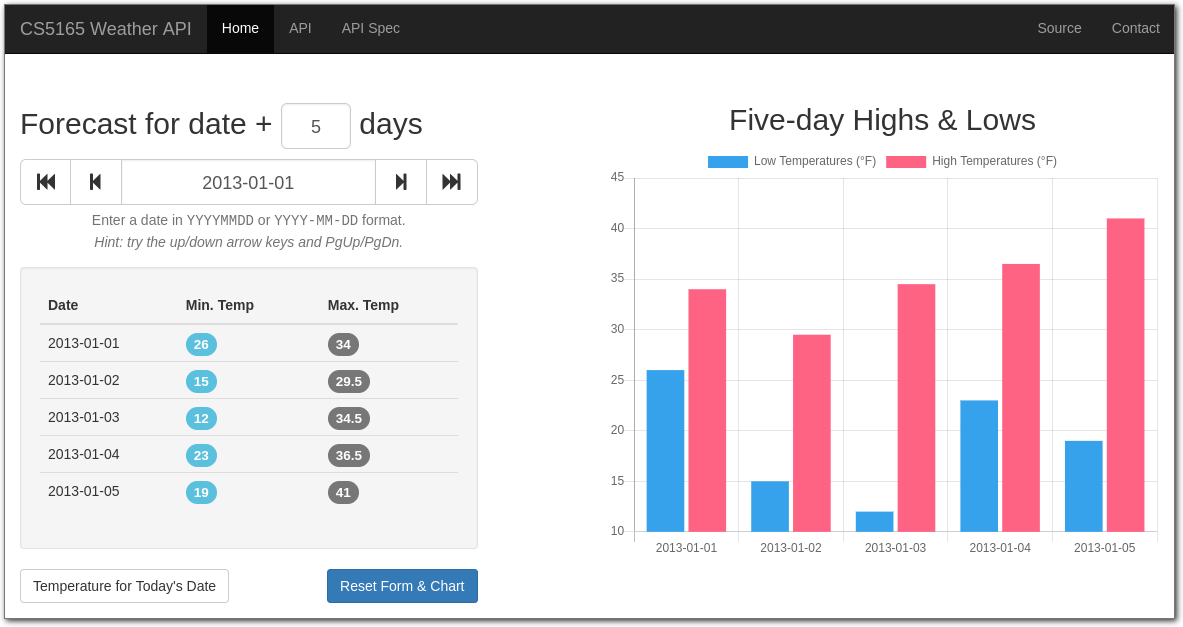 CS5165 Weather API Home API API Spec Source Contact
Forecast for date + 5 days
2013-01-01
Enter a date in YYYYMMDD or YYYY-MM-DD format.
Hint: try the up/down arrow keys and PgUp/PgDn.
Date Min. Temp Max. Temp
2013-01-01 26 34
2013-01-02 15 29.5
2013-01-03 12 34.5
2013-01-04 23 36.5
2013-01-05 19 41
Temperature for Today's Date Reset Form & Chart
Five-day Highs & Lows
Low Temperatures (°F) High Temperatures (°F)
45
40
35
30
25
20
15
10
2013-01-01 2013-01-02 2013-01-03 2013-01-04 2013-01-05